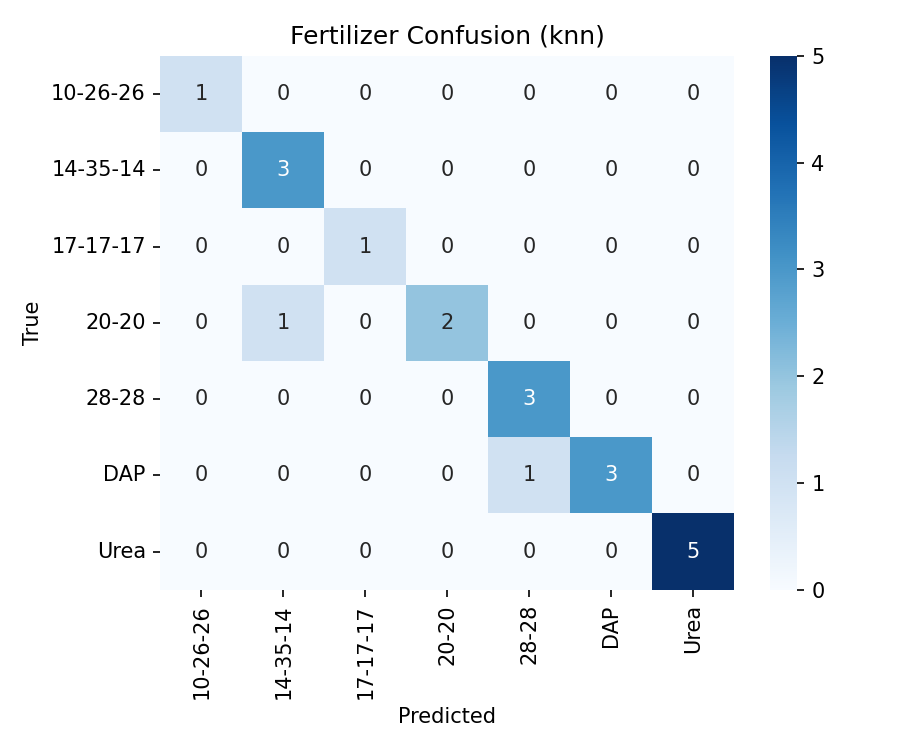 Fertilizer Confusion (knn)
10-26-26 1 0 0 0 0 0 0
14-35-14 0 3 0 0 0 0 0
17-17-17 0 0 1 0 0 0 0
20-20 0 1 0 2 0 0 0
28-28 0 0 0 0 3 0 0
DAP 0 0 0 0 1 3 0
Urea 0 0 0 0 0 0 5
True
10-26-26 14-35-14 17-17-17 20-20 28-28 DAP Urea
Predicted
5
4
3
2
1
0